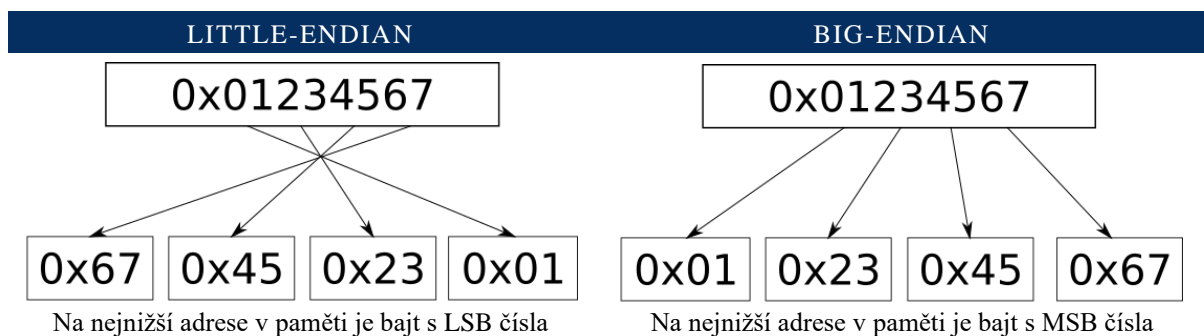 LITTLE-ENDIAN
BIG-ENDIAN
0x01234567
0x01234567
0x67 0x45 0x23 0x01
0x01 0x23 0x45 0x67
Na nejnižší adrese v paměti je bajt s LSB čísla
Na nejnižší adrese v paměti je bajt s MSB čísla